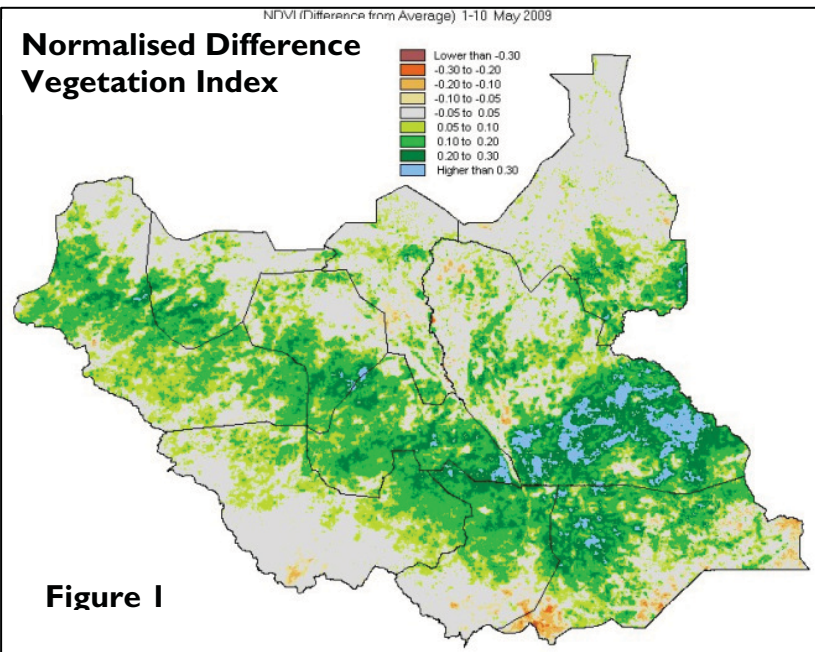 NDVI (Difference from Average) 1-10 May 2009
Normalised Difference
Vegetation Index
Lower than -0.30
-0.30 to -0.20
-0.20 to -0.10
-0.10 to -0.05
-0.05 to 0.05
0.05 to 0.10
0.10 to 0.20
0.20 to 0.30
Higher than 0.30
Figure 1